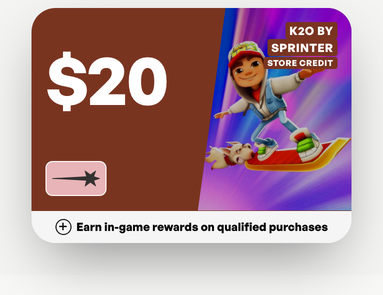 K2O BY
SPRINTER
STORE CREDIT
$20
Earn in-game rewards on qualified purchases